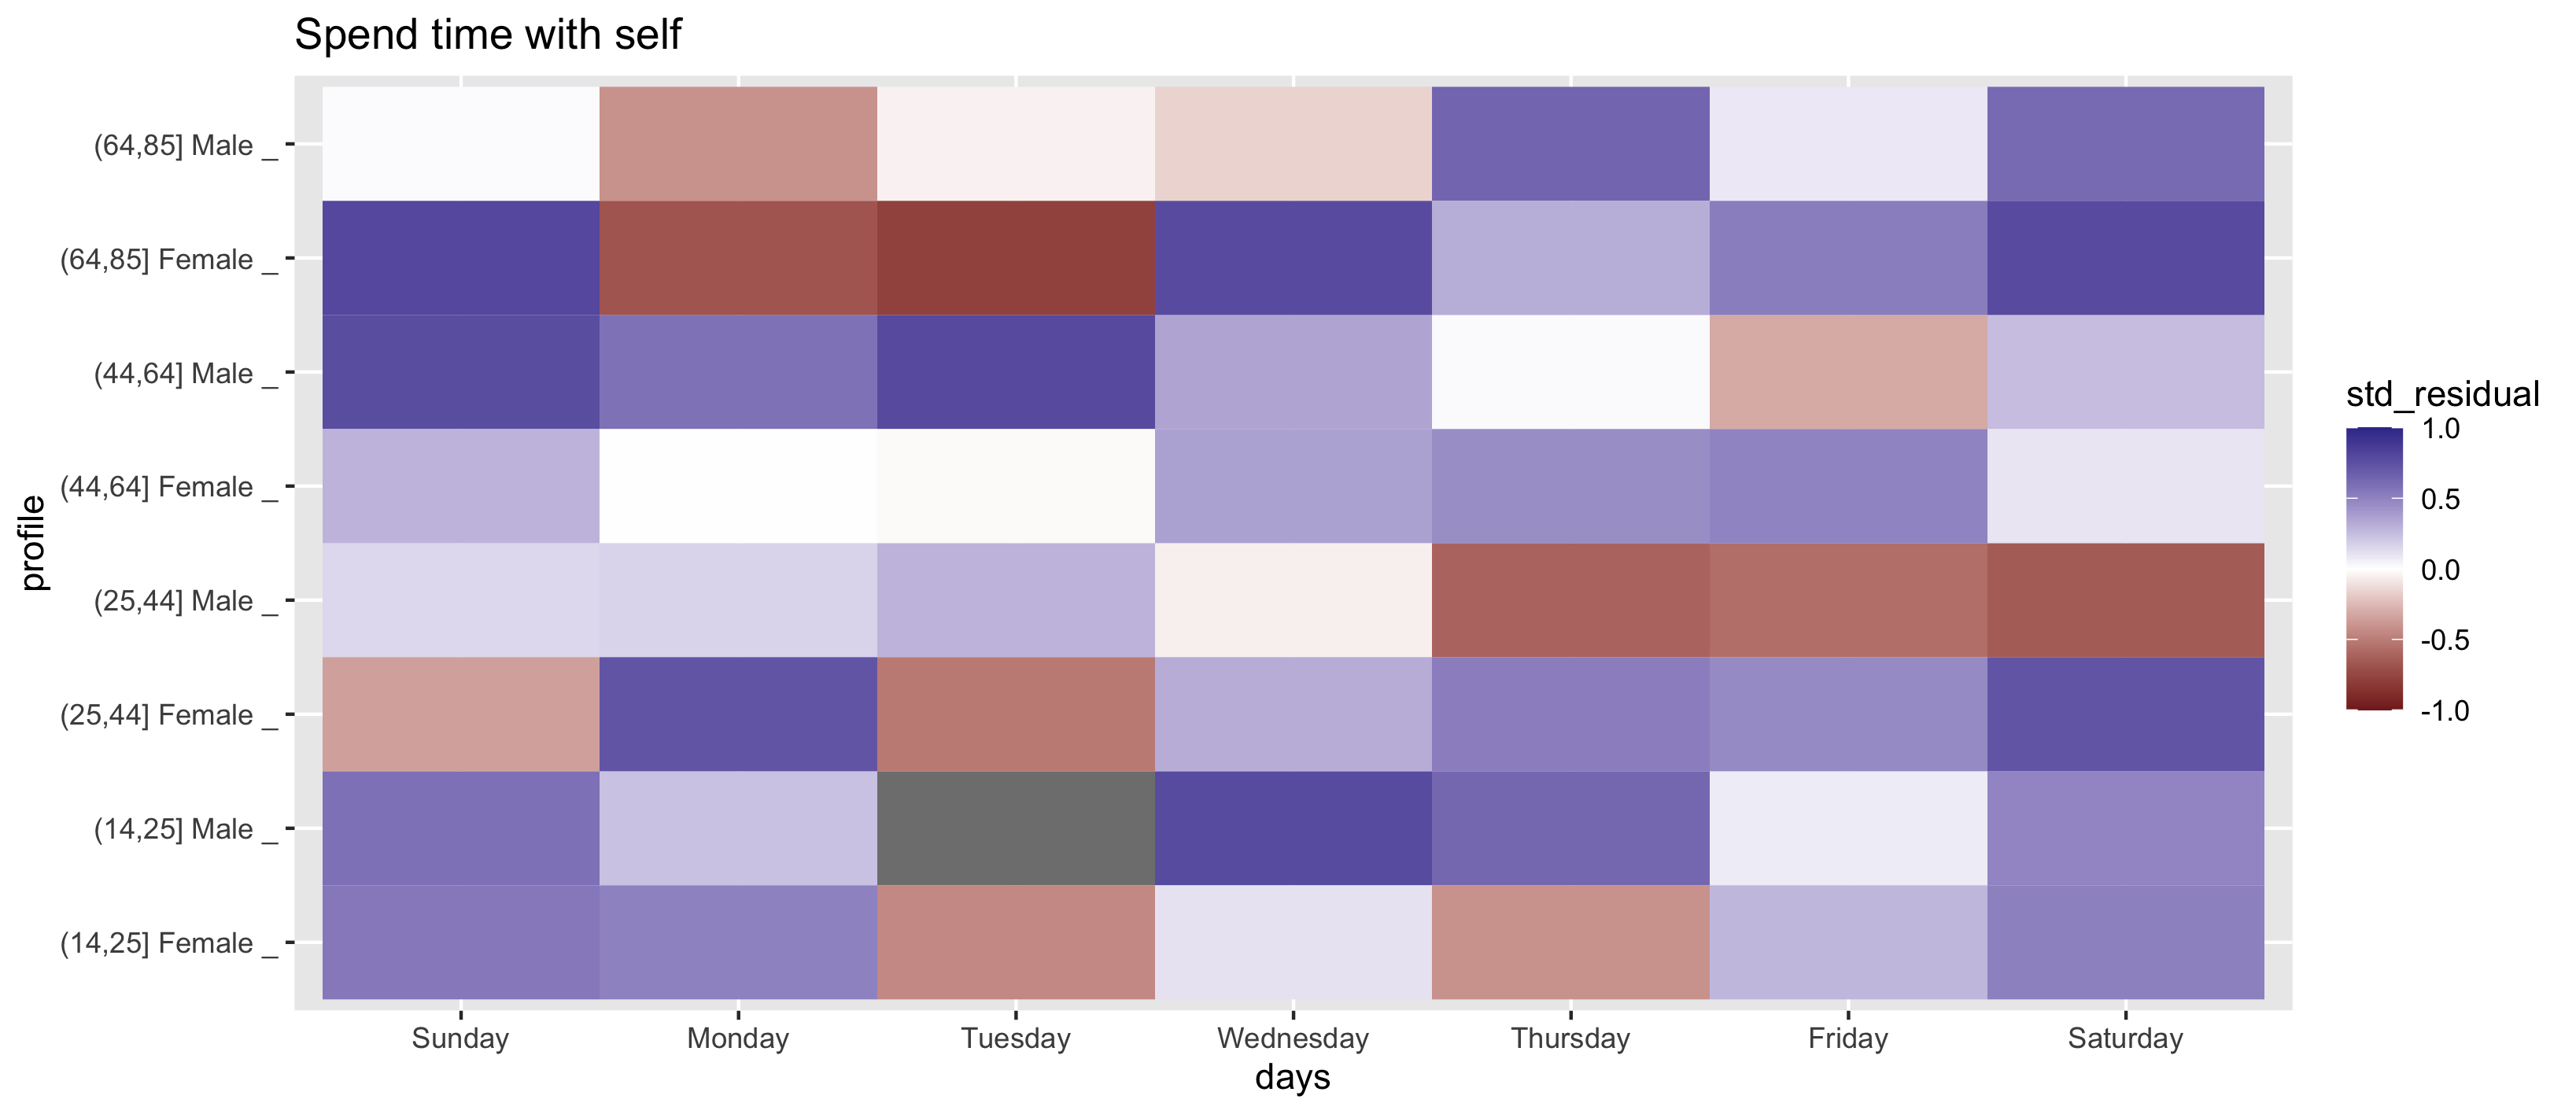 Spend time with self
profile
(64,85] Male _
(64,85] Female _
(44,64] Male _
(44,64] Female _
(25,44] Male _
(25,44] Female _
(14,25] Male _
(14,25] Female _
Sunday Monday Tuesday Wednesday Thursday Friday Saturday
days
std_residual
1.0
0.5
0.0
-0.5
-1.0